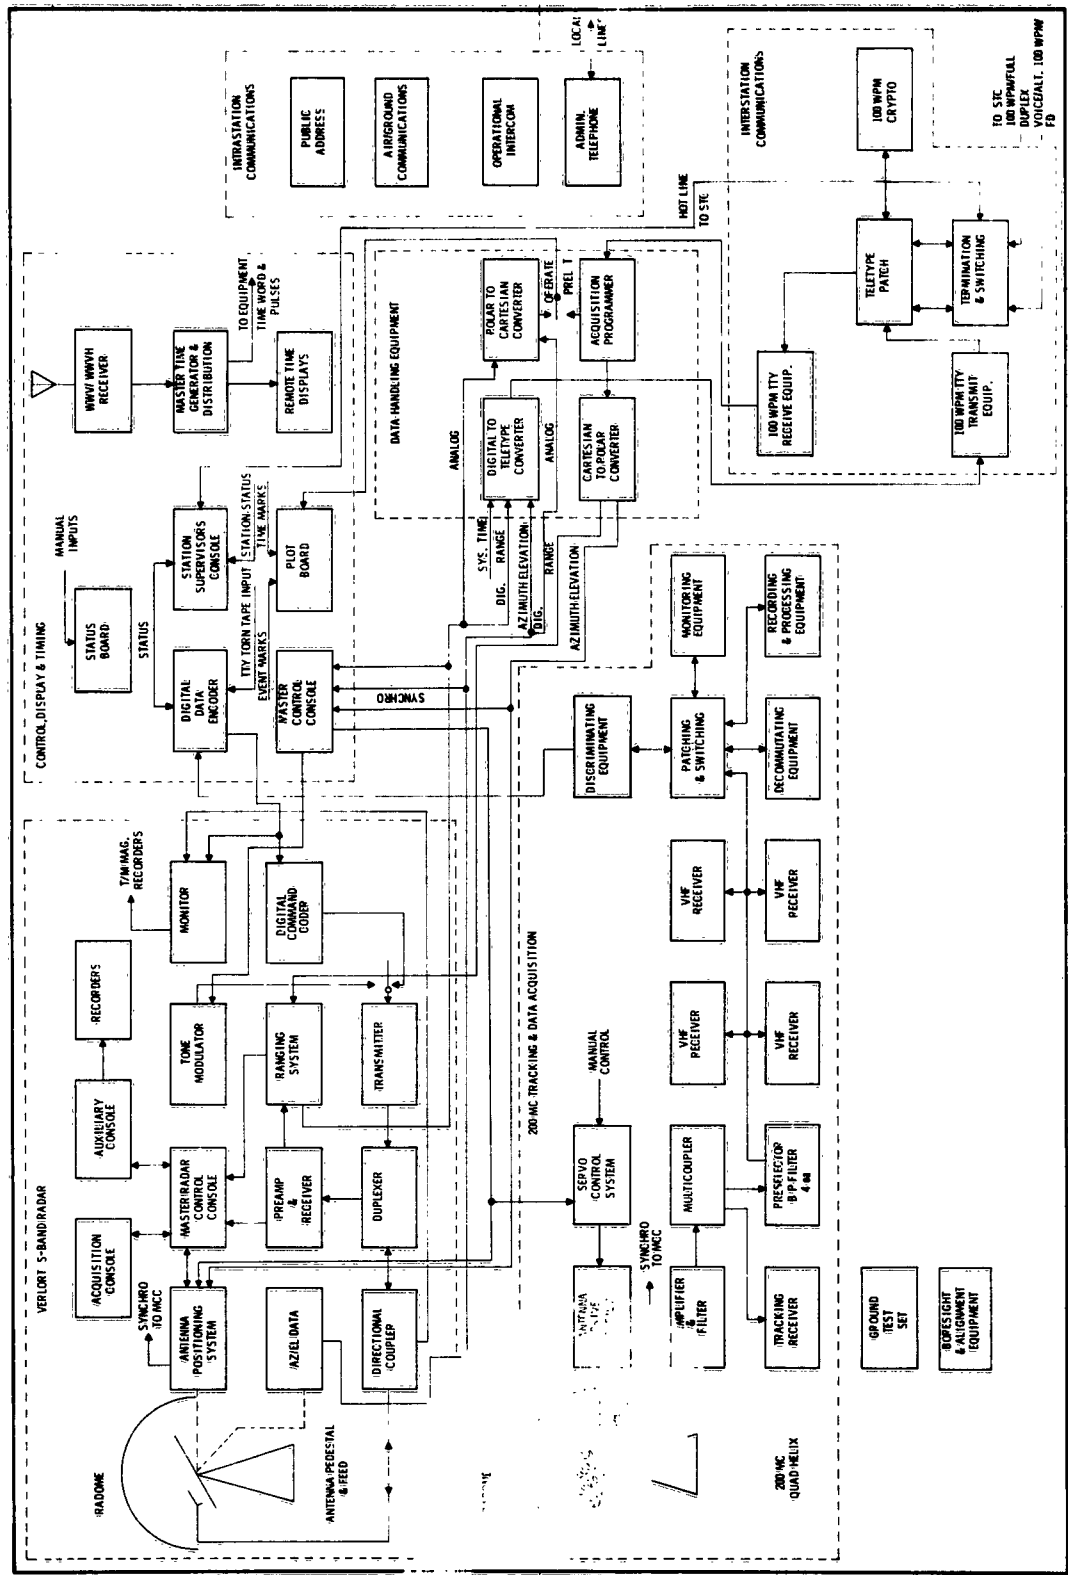 VERLORT S-BAND RADAR
RADOME
ANTENNA PEDESTAL
& FEED
SYNCHRO
TO MCC
ACQUISITION
CONSOLE
AUXILIARY
CONSOLE
RECORDERS
T/M MAG.
RECORDERS
ANTENNA
POSITIONING
SYSTEM
MASTER RADAR
CONTROL
CONSOLE
TONE
MODULATOR
MONITOR
AZ/EL DATA
PREAMP
&
RECEIVER
RANGING
SYSTEM
DIGITAL
COMMAND
CODER
DIRECTIONAL
COUPLER
DUPLEXER
TRANSMITTER
CONTROL, DISPLAY & TIMING
STATUS
BOARD
MANUAL
INPUTS
STATUS
DIGITAL
DATA
ENCODER
STATION
SUPERVISORS
CONSOLE
TTY TORN TAPE INPUT
STATION STATUS
EVENT MARKS
TIME MARKS
MASTER
CONTROL
CONSOLE
PLOT
BOARD
SYNCHRO
WWV/WWVH
RECEIVER
MASTER TIME
GENERATOR &
DISTRIBUTION
REMOTE TIME
DISPLAYS
TO EQUIPMENT
TIME WORD &
PULSES
INTRASTATION
COMMUNICATIONS
PUBLIC
ADDRESS
AIR/GROUND
COMMUNICATIONS
OPERATIONAL
INTERCOM
ADMIN.
TELEPHONE
LOCAL
LINE
DATA HANDLING EQUIPMENT
ANALOG
SYS. TIME
DIG.
RANGE
AZIMUTH ELEVATION
DIG.
RANGE
ANALOG
AZIMUTH ELEVATION
DIGITAL TO
TELETYPE
CONVERTER
POLAR TO
CARTESIAN
CONVERTER
OPERATE
PREL T
CARTESIAN
TO POLAR
CONVERTER
ACQUISITION
PROGRAMMER
HOT LINE
TO STC
INTERSTATION
COMMUNICATIONS
100 WPM TTY
RECEIVE EQUIP.
TELETYPE
PATCH
100 WPM
CRYPTO
100 WPM TTY
TRANSMIT
EQUIP.
TERMINATION
& SWITCHING
TO STC
100 WPM/FULL
DUPLEX
VOICE/ALT. 100 WPM/
FD
200 MC TRACKING & DATA ACQUISITION
ANTENNA
SERVO
CONTROL
SYSTEM
MANUAL
CONTROL
DISCRIMINATING
EQUIPMENT
SYNCHRO
TO MCC
AMPLIFIER
&
FILTER
MULTICOUPLER
VHF
RECEIVER
VHF
RECEIVER
PATCHING
& SWITCHING
MONITORING
EQUIPMENT
200 MC
QUAD HELIX
TRACKING
RECEIVER
PRESELECTOR
B/P FILTER
VHF
RECEIVER
VHF
RECEIVER
DECOMMUTATING
EQUIPMENT
RECORDING
& PROCESSING
EQUIPMENT
GROUND
TEST
SET
BORESIGHT
& ALIGNMENT
EQUIPMENT